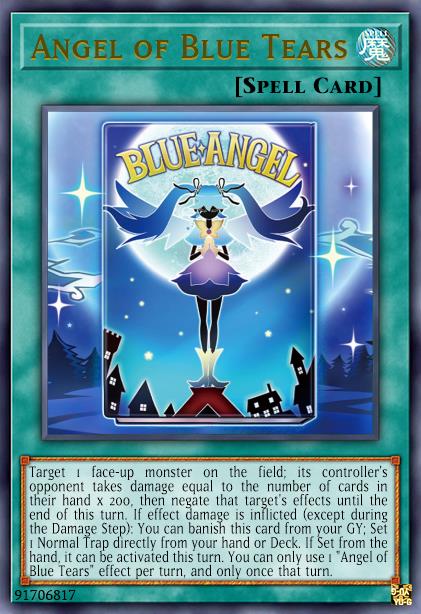 ANGEL OF BLUE TEARS
SPELL
魔
[SPELL CARD]
BLUE ANGEL
Target 1 face-up monster on the field; its controller's
opponent takes damage equal to the number of cards in
their hand x 200, then negate that target's effects until the
end of this turn. If effect damage is inflicted (except during
the Damage Step): You can banish this card from your GY; Set
1 Normal Trap directly from your hand or Deck. If Set from the
hand, it can be activated this turn. You can only use 1 "Angel of
Blue Tears" effect per turn, and only once that turn.
91706817